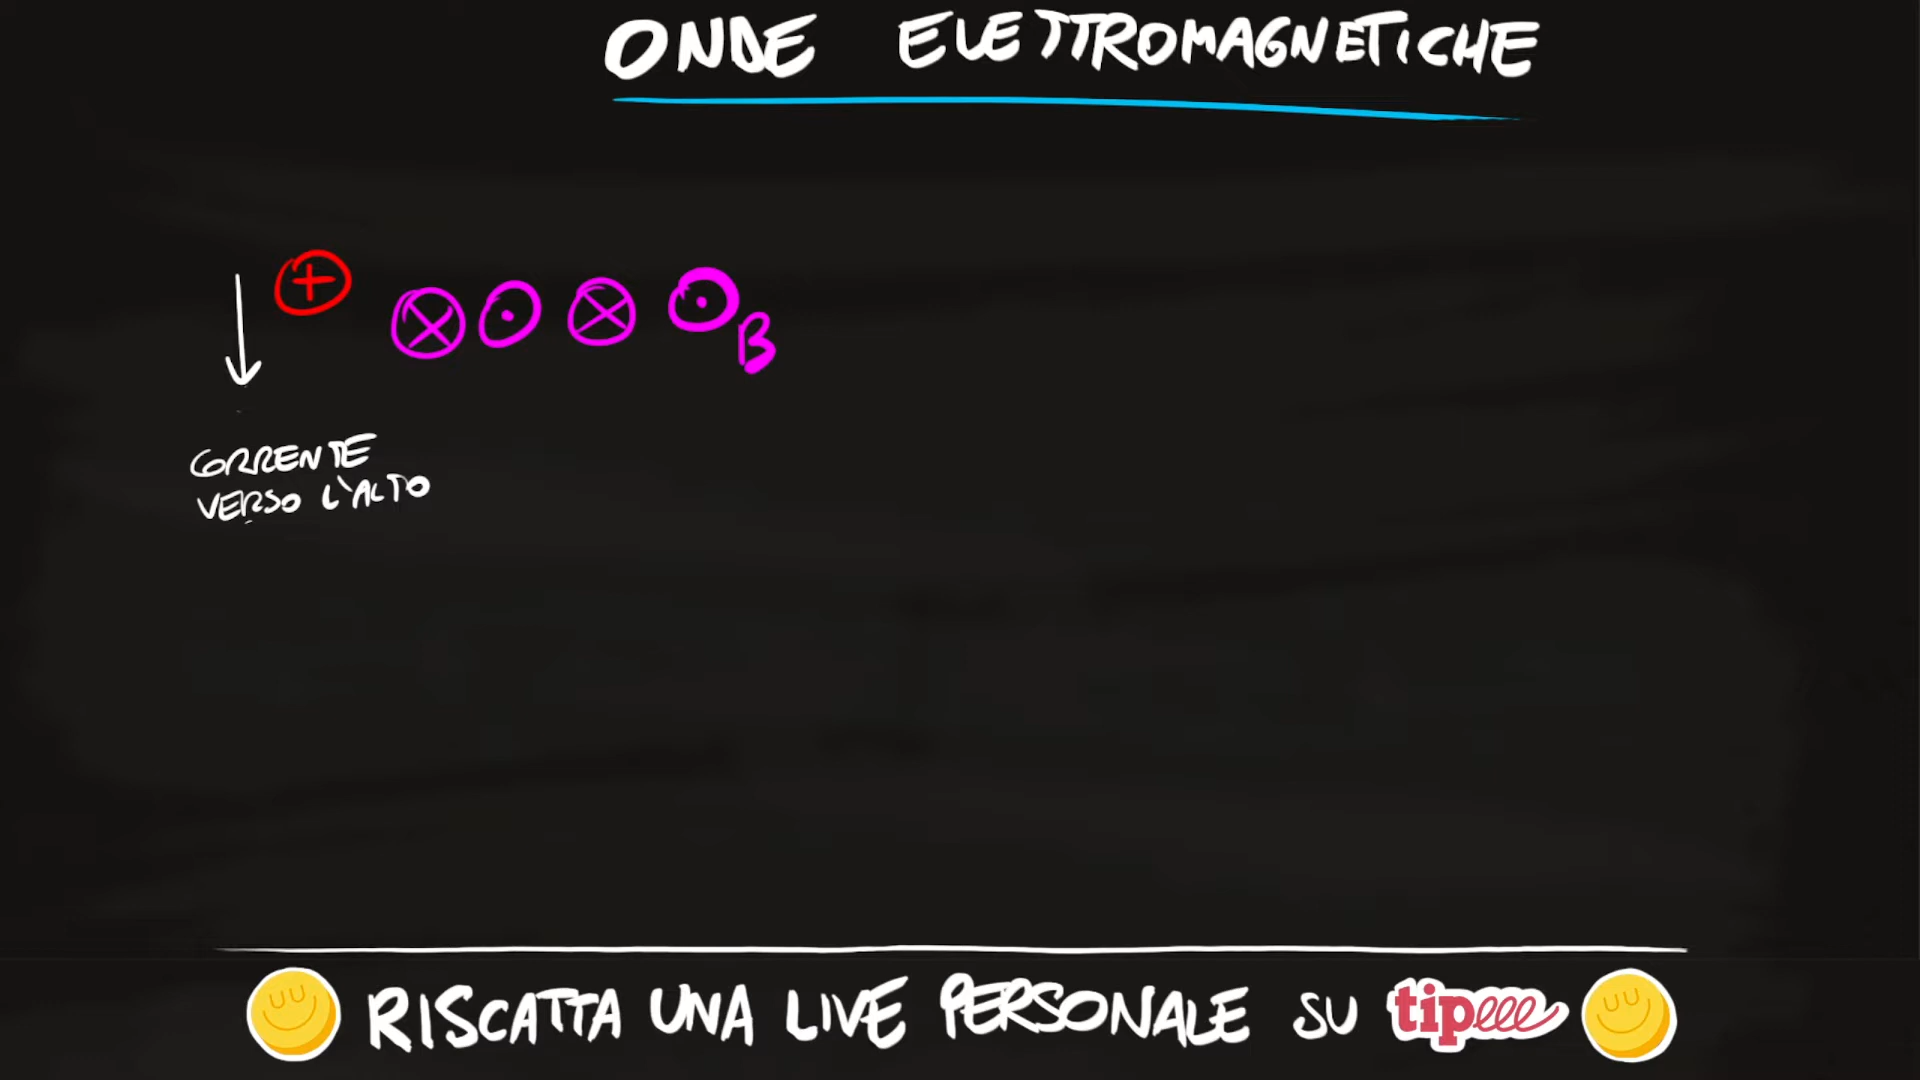 ONDE ELETTROMAGNETICHE
B
CORRENTE
VERSO L'ALTO
RISCATTA UNA LIVE PERSONALE SU tipeee